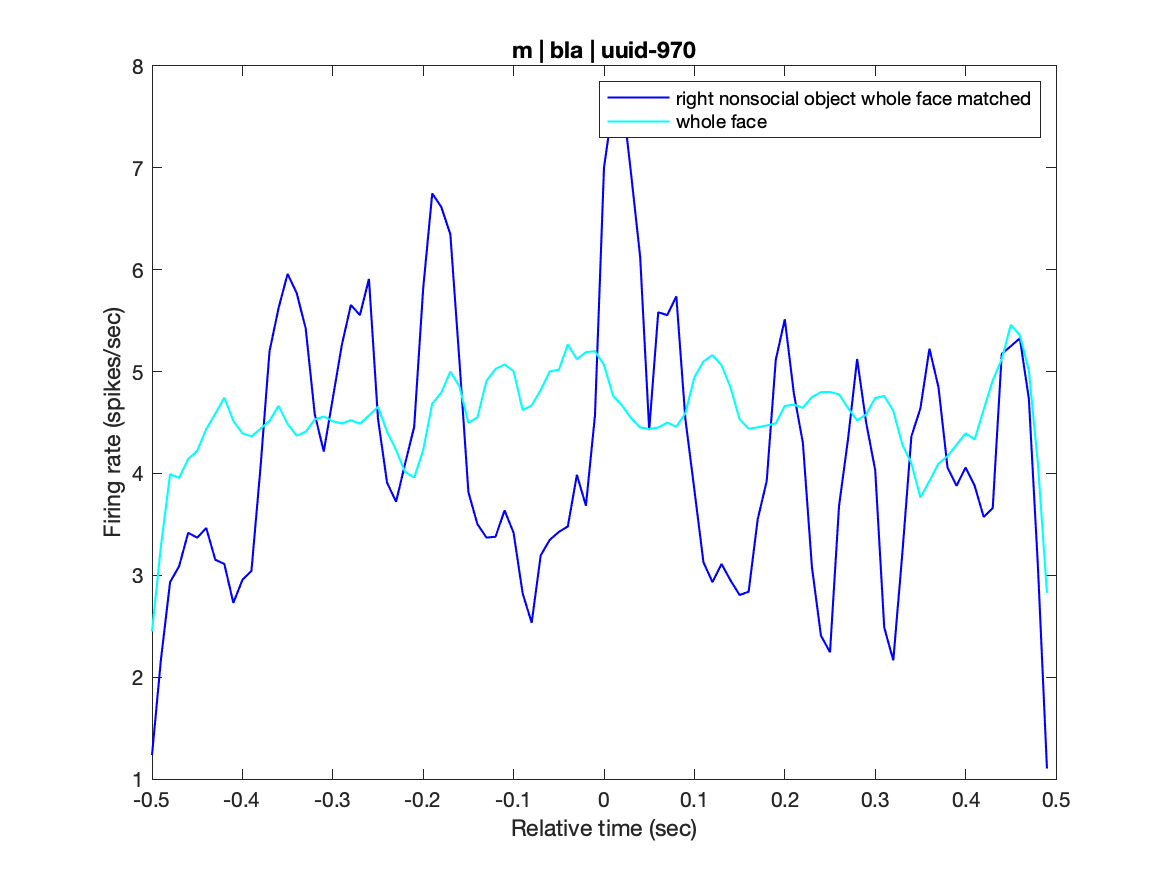 m | bla | uuid-970
right nonsocial object whole face matched
whole face
8
7
6
5
4
3
2
1
Firing rate (spikes/sec)
-0.5 -0.4 -0.3 -0.2 -0.1 0 0.1 0.2 0.3 0.4 0.5
Relative time (sec)